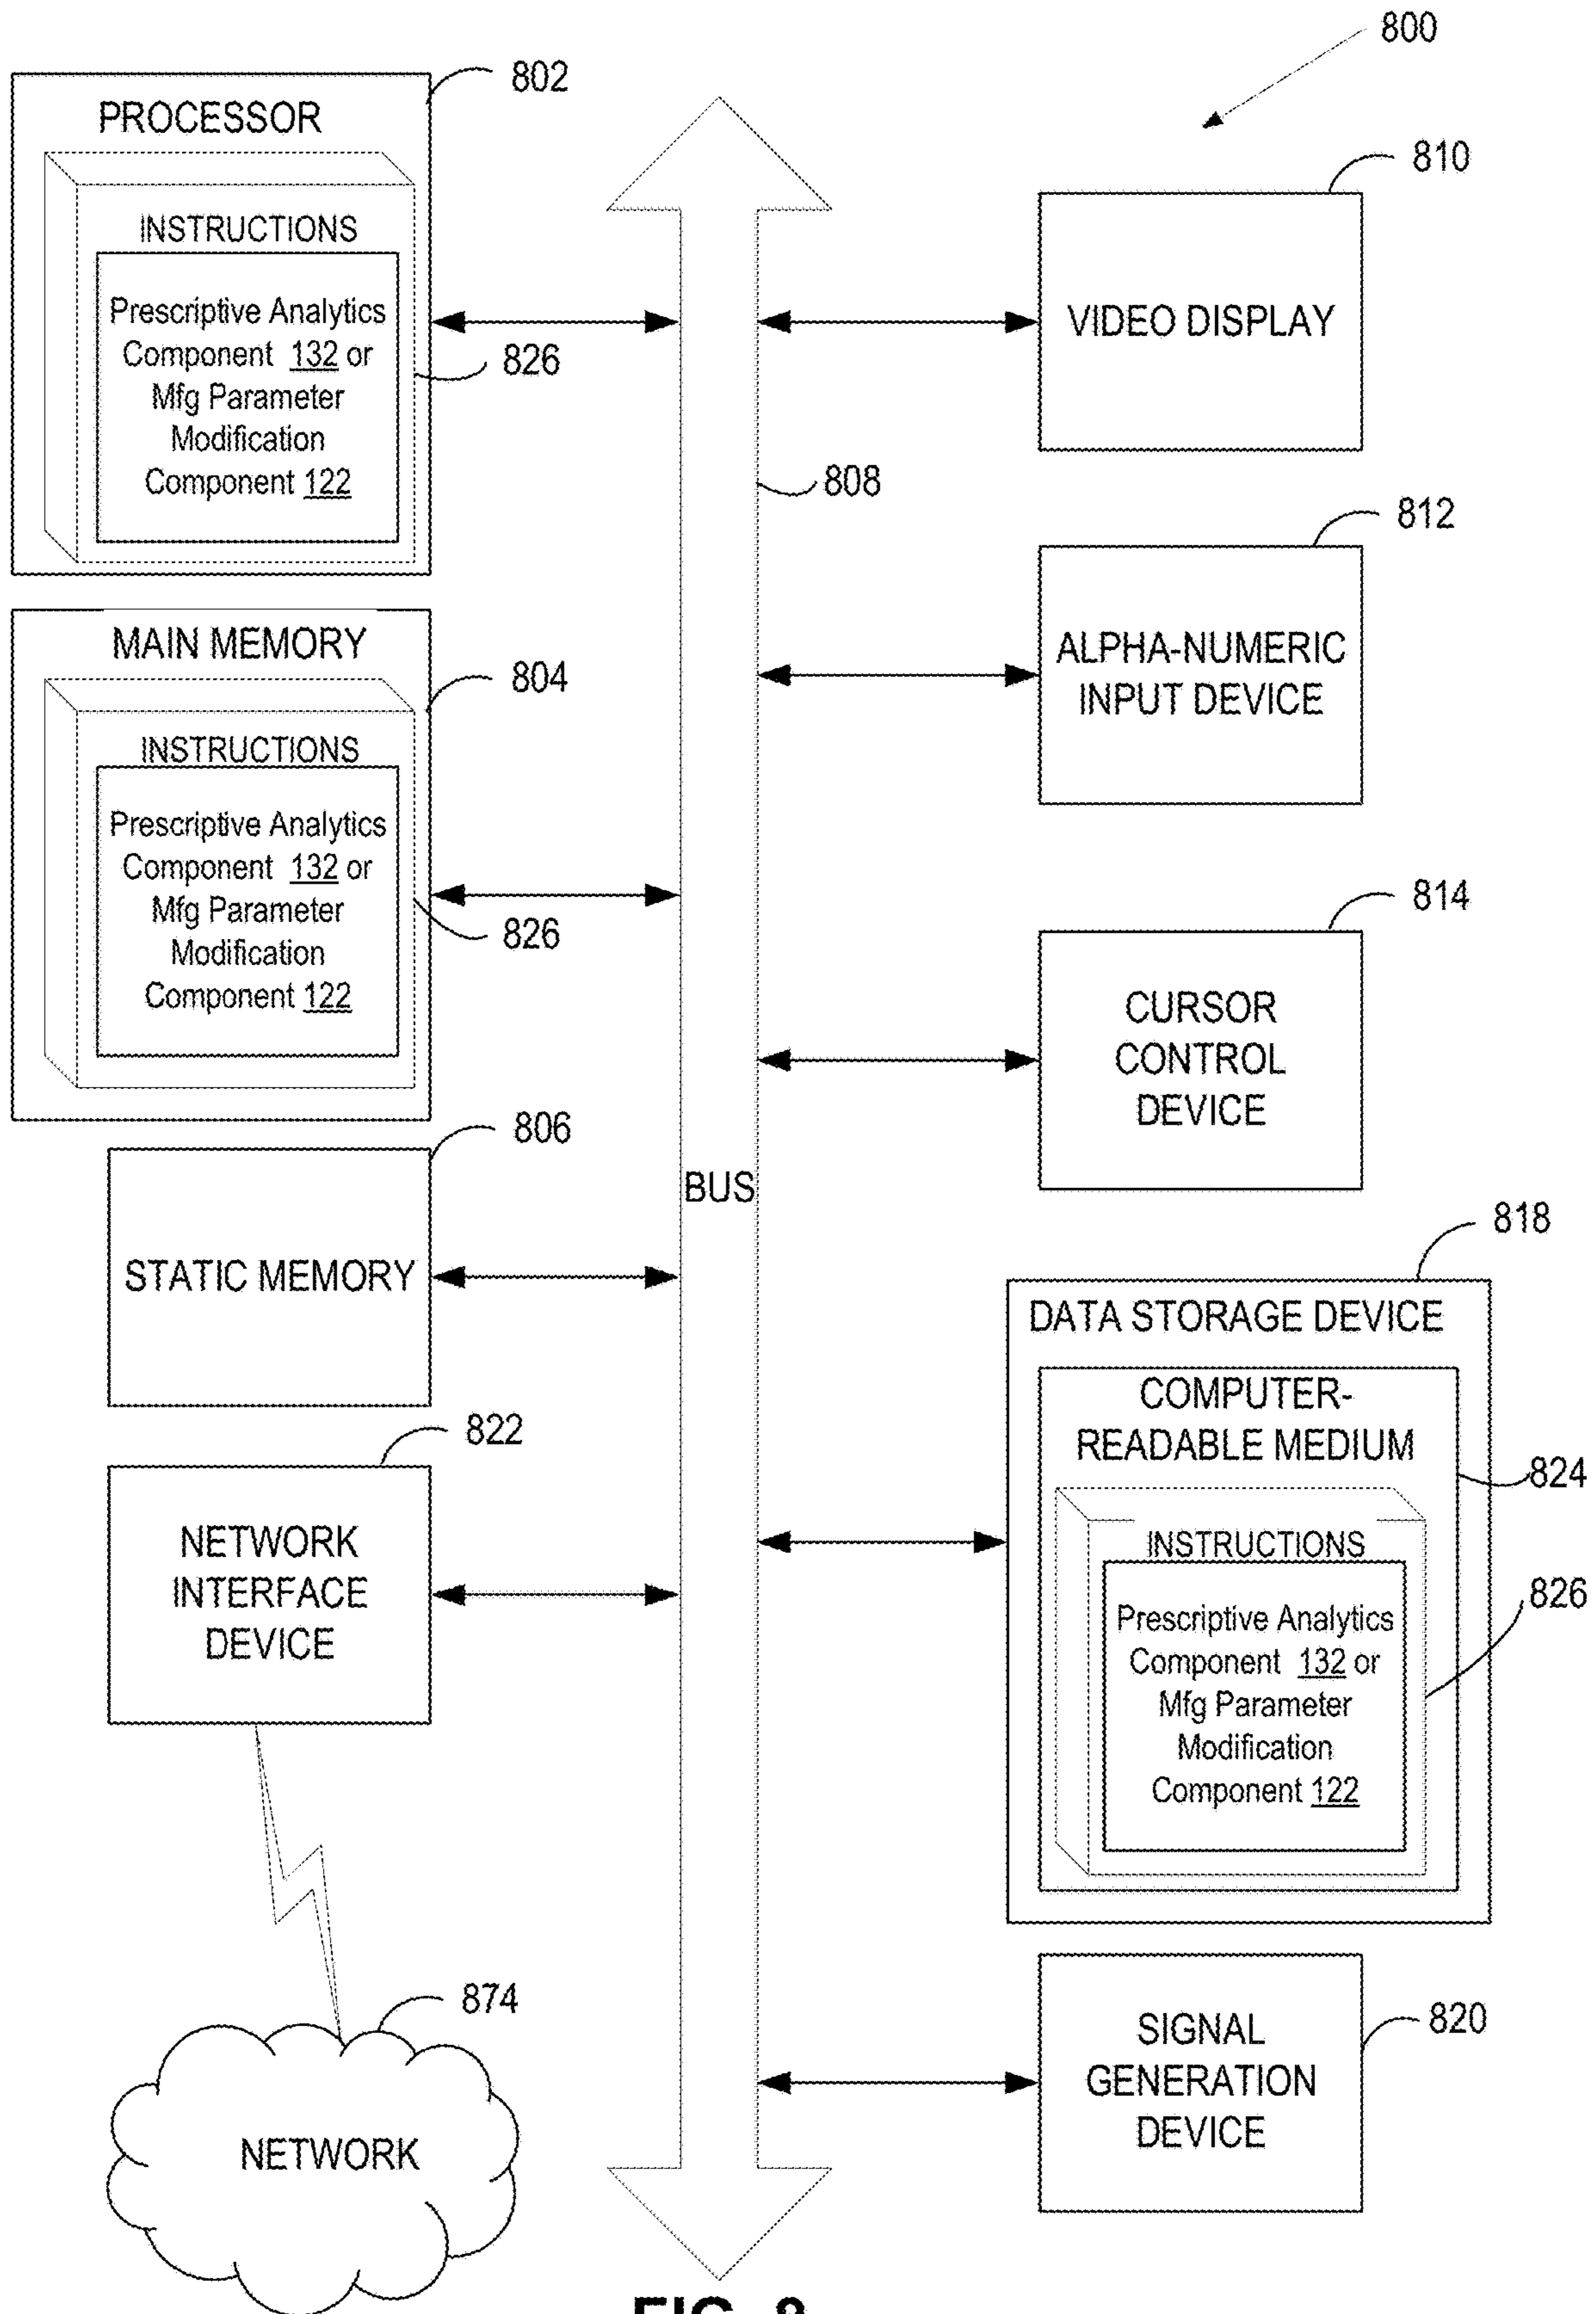 800
802
PROCESSOR
INSTRUCTIONS
Prescriptive Analytics
Component 132 or
Mfg Parameter
Modification
Component 122
826
MAIN MEMORY
804
INSTRUCTIONS
Prescriptive Analytics
Component 132 or
Mfg Parameter
Modification
Component 122
826
806
STATIC MEMORY
822
NETWORK
INTERFACE
DEVICE
874
NETWORK
808
BUS
810
VIDEO DISPLAY
812
ALPHA-NUMERIC
INPUT DEVICE
814
CURSOR
CONTROL
DEVICE
818
DATA STORAGE DEVICE
COMPUTER-
READABLE MEDIUM
824
INSTRUCTIONS
Prescriptive Analytics
Component 132 or
Mfg Parameter
Modification
Component 122
826
SIGNAL
GENERATION
DEVICE
820